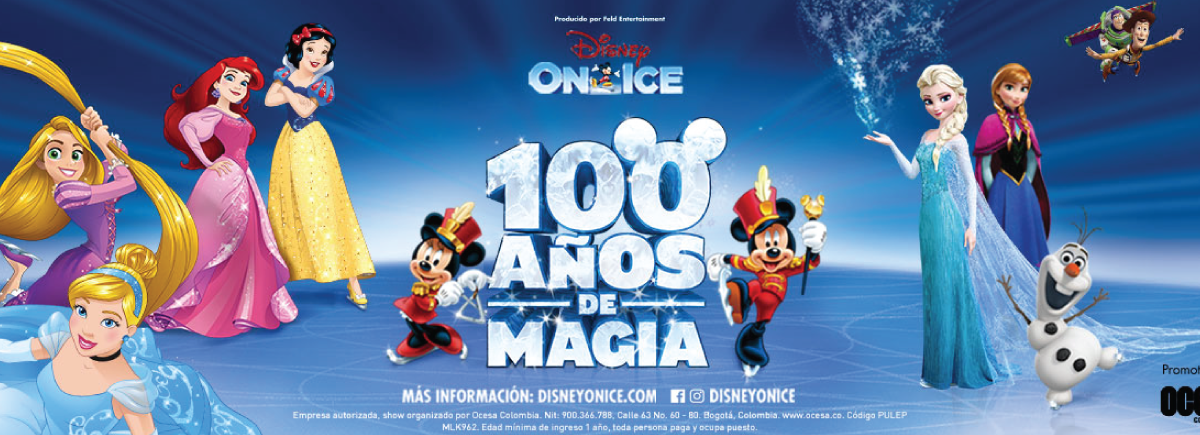 Producido por Feld Entertainment
Disney
ON ICE
100
AÑOS
DE
MAGIA
MÁS INFORMACIÓN: DISNEYONICE.COM DISNEYONICE
Empresa autorizada, show organizado por Ocesa Colombia. Nit: 900.366.788, Calle 63 No. 60 - 80. Bogotá, Colombia. www.ocesa.co. Código PULEP
MLK962. Edad mínima de ingreso 1 año, toda persona paga y ocupa puesto.
Promot